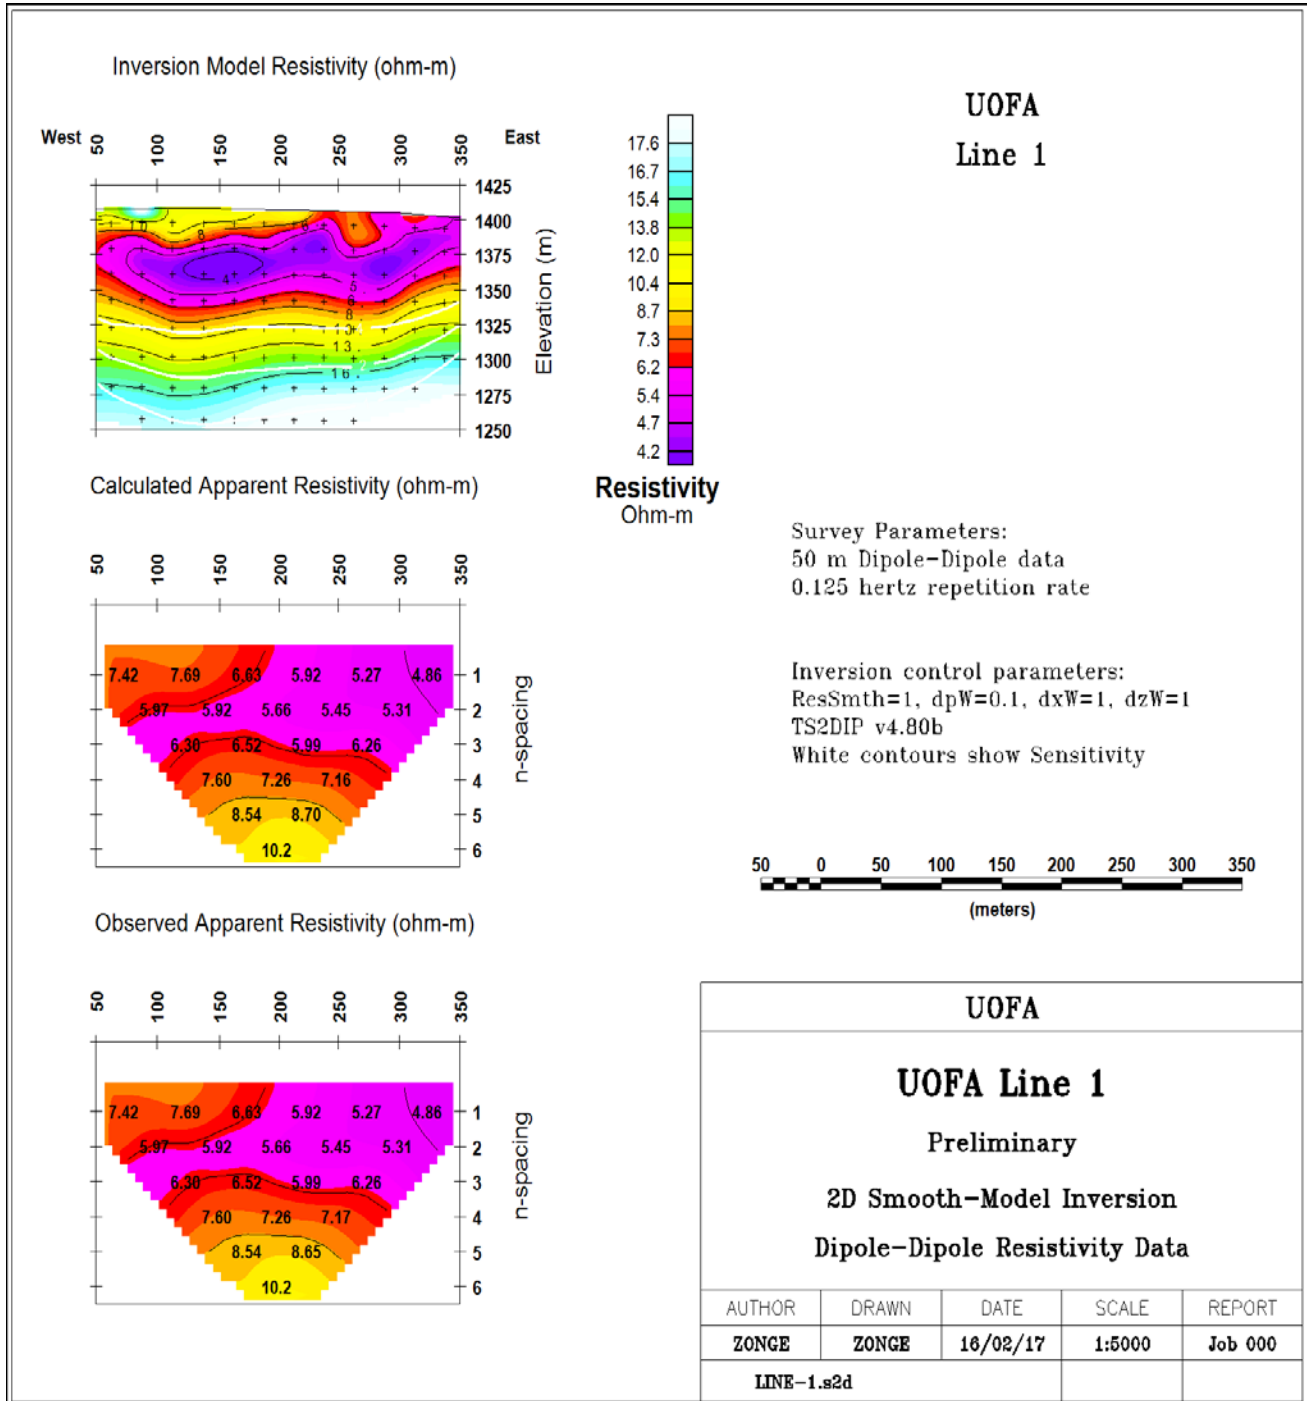 Inversion Model Resistivity (ohm-m)
West 50 100 150 200 250 300 350 East
1425
1400
1375
1350
1325
1300
1275
1250
Elevation (m)
10
8
6
4
5
6
8
10
13
16
17.6
16.7
15.4
13.8
12.0
10.4
8.7
7.3
6.2
5.4
4.7
4.2
Resistivity
Ohm-m
UOFA
Line 1
Calculated Apparent Resistivity (ohm-m)
50 100 150 200 250 300 350
7.42 7.69 6.63 5.92 5.27 4.86 1
5.97 5.92 5.66 5.45 5.31 2
6.30 6.52 5.99 6.26 3
7.60 7.26 7.16 4
8.54 8.70 5
10.2 6
n-spacing
Survey Parameters:
50 m Dipole-Dipole data
0.125 hertz repetition rate
Inversion control parameters:
ResSmth=1, dpW=0.1, dxW=1, dzW=1
TS2DIP v4.80b
White contours show Sensitivity
50 0 50 100 150 200 250 300 350
(meters)
Observed Apparent Resistivity (ohm-m)
50 100 150 200 250 300 350
7.42 7.69 6.63 5.92 5.27 4.86 1
5.97 5.92 5.66 5.45 5.31 2
6.30 6.52 5.99 6.26 3
7.60 7.26 7.17 4
8.54 8.65 5
10.2 6
n-spacing
UOFA
UOFA Line 1
Preliminary
2D Smooth-Model Inversion
Dipole-Dipole Resistivity Data
AUTHOR DRAWN DATE SCALE REPORT
ZONGE ZONGE 16/02/17 1:5000 Job 000
LINE-1.s2d